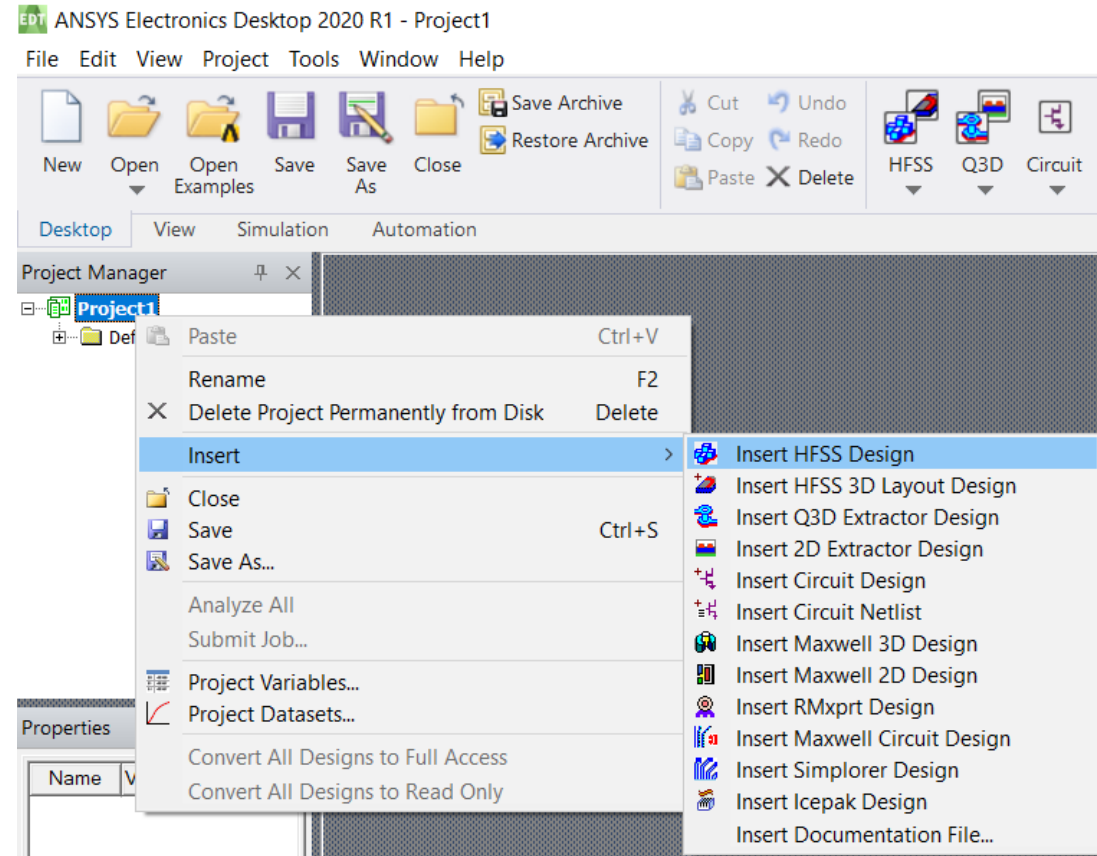 EDT ANSYS Electronics Desktop 2020 R1 - Project1
File Edit View Project Tools Window Help
New
Open
Open Examples
Save
Save As
Close
Save Archive
Restore Archive
Cut
Copy
Paste
Undo
Redo
Delete
HFSS
Q3D
Circuit
Desktop View Simulation Automation
Project Manager
Project1
Def
Paste Ctrl+V
Rename F2
Delete Project Permanently from Disk Delete
Insert
Close
Save Ctrl+S
Save As...
Analyze All
Submit Job...
Project Variables...
Project Datasets...
Convert All Designs to Full Access
Convert All Designs to Read Only
Insert HFSS Design
Insert HFSS 3D Layout Design
Insert Q3D Extractor Design
Insert 2D Extractor Design
Insert Circuit Design
Insert Circuit Netlist
Insert Maxwell 3D Design
Insert Maxwell 2D Design
Insert RMxprt Design
Insert Maxwell Circuit Design
Insert Simplorer Design
Insert Icepak Design
Insert Documentation File...
Properties
Name V